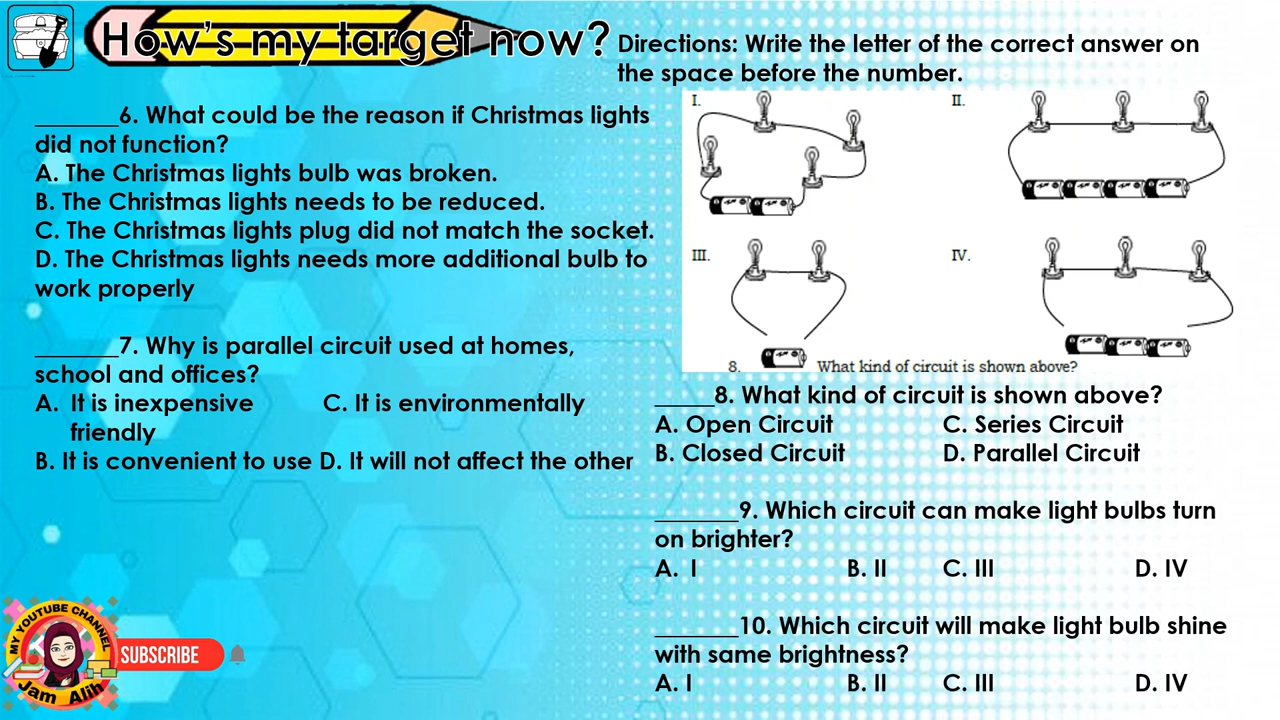 How's my target now?
Directions: Write the letter of the correct answer on
the space before the number.
_______6. What could be the reason if Christmas lights
did not function?
A. The Christmas lights bulb was broken.
B. The Christmas lights needs to be reduced.
C. The Christmas lights plug did not match the socket.
D. The Christmas lights needs more additional bulb to
work properly
_______7. Why is parallel circuit used at homes,
school and offices?
A. It is inexpensive C. It is environmentally
friendly
B. It is convenient to use D. It will not affect the other
I. II.
III. IV.
8. What kind of circuit is shown above?
_____8. What kind of circuit is shown above?
A. Open Circuit C. Series Circuit
B. Closed Circuit D. Parallel Circuit
_______9. Which circuit can make light bulbs turn
on brighter?
A. I B. II C. III D. IV
_______10. Which circuit will make light bulb shine
with same brightness?
A. I B. II C. III D. IV
MY YOUTUBE CHANNEL
Jam Alih
SUBSCRIBE